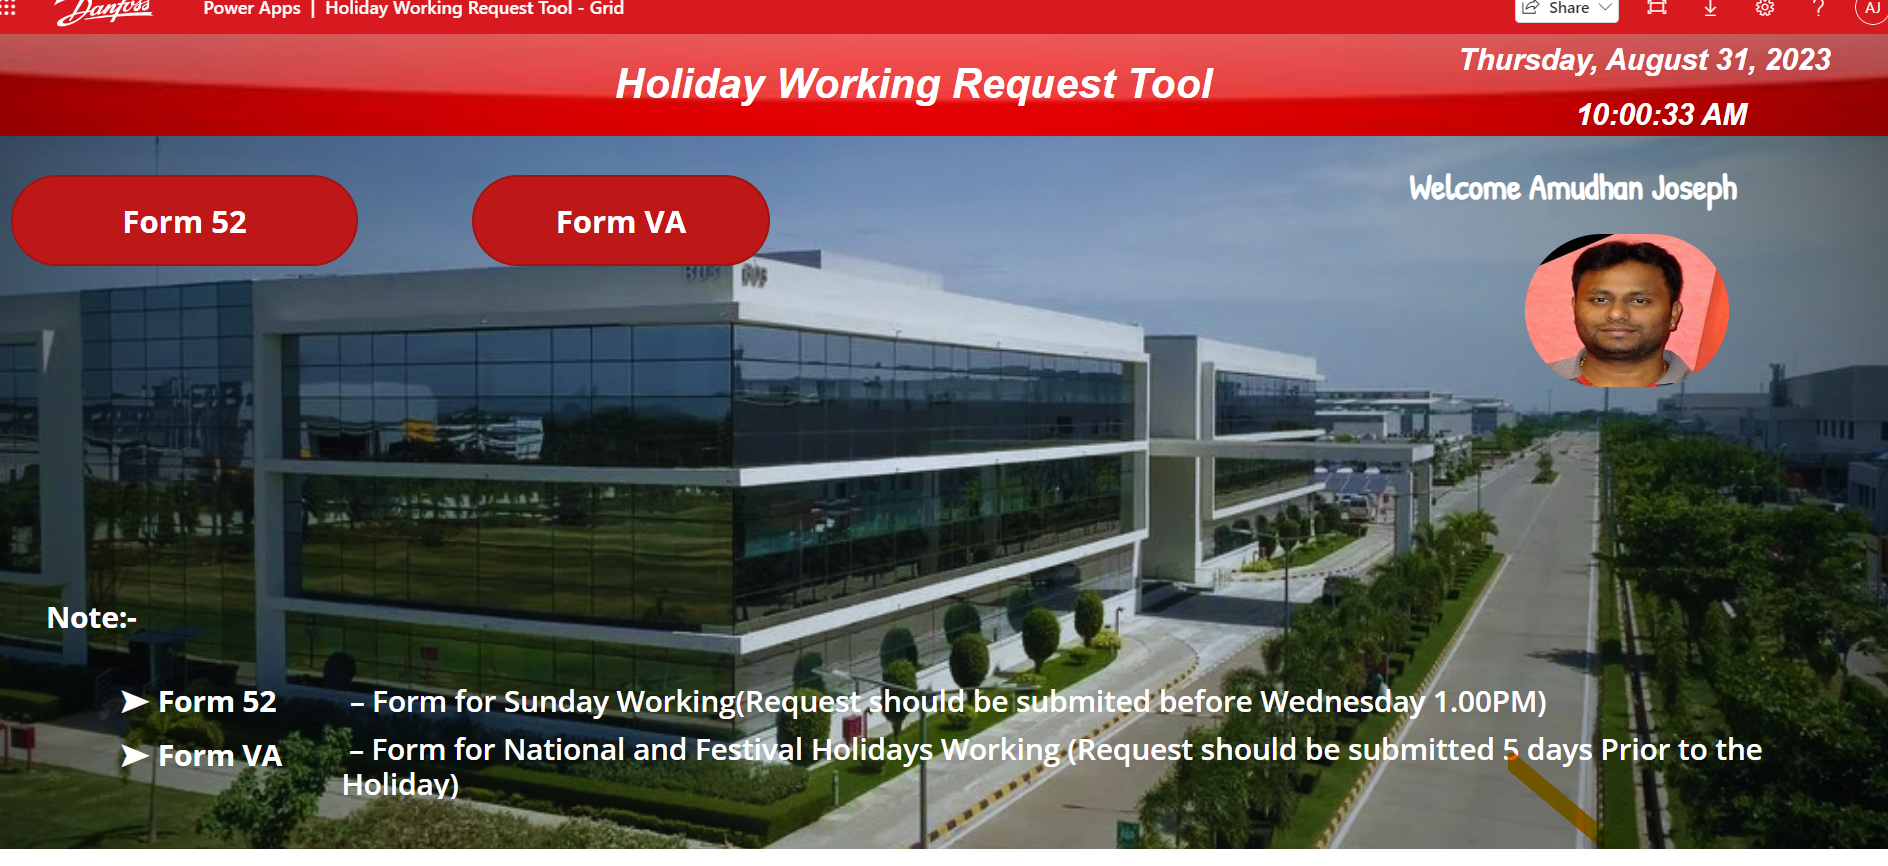 Danfoss Power Apps | Holiday Working Request Tool - Grid Share ? AJ
Holiday Working Request Tool
Thursday, August 31, 2023
10:00:33 AM
Welcome Amudhan Joseph
Form 52 Form VA
Note:-
➤ Form 52 – Form for Sunday Working(Request should be submited before Wednesday 1.00PM)
➤ Form VA – Form for National and Festival Holidays Working (Request should be submitted 5 days Prior to the
Holiday)